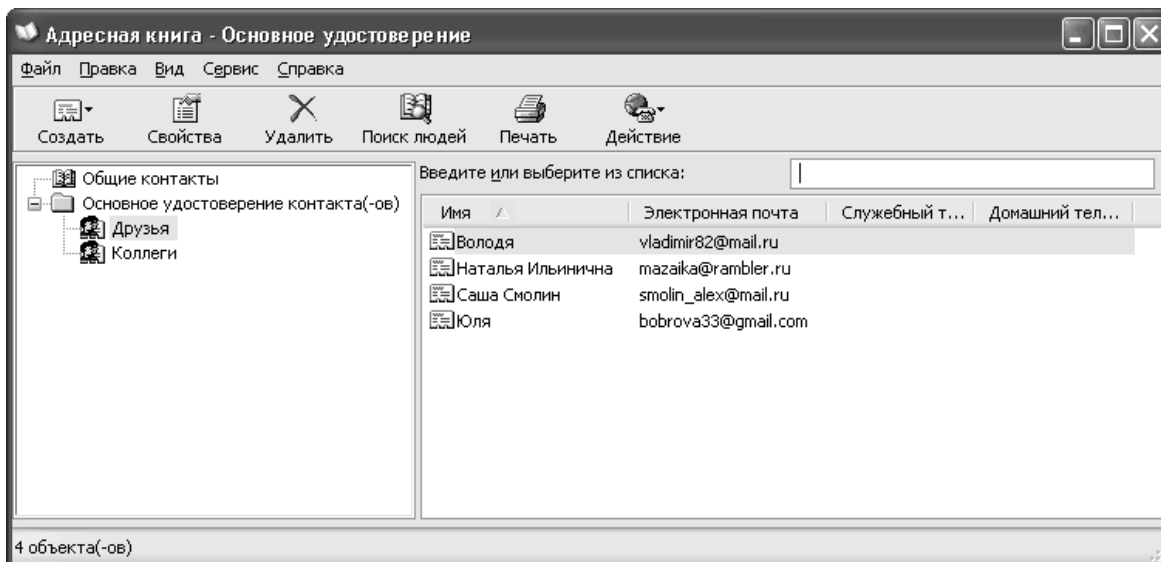 Адресная книга - Основное удостоверение
Файл Правка Вид Сервис Справка
Создать Свойства Удалить Поиск людей Печать Действие
Общие контакты
Основное удостоверение контакта(-ов)
Друзья
Коллеги
Введите или выберите из списка:
Имя Электронная почта Служебный т... Домашний тел...
Володя vladimir82@mail.ru
Наталья Ильинична mazaika@rambler.ru
Саша Смолин smolin_alex@mail.ru
Юля bobrova33@gmail.com
4 объекта(-ов)